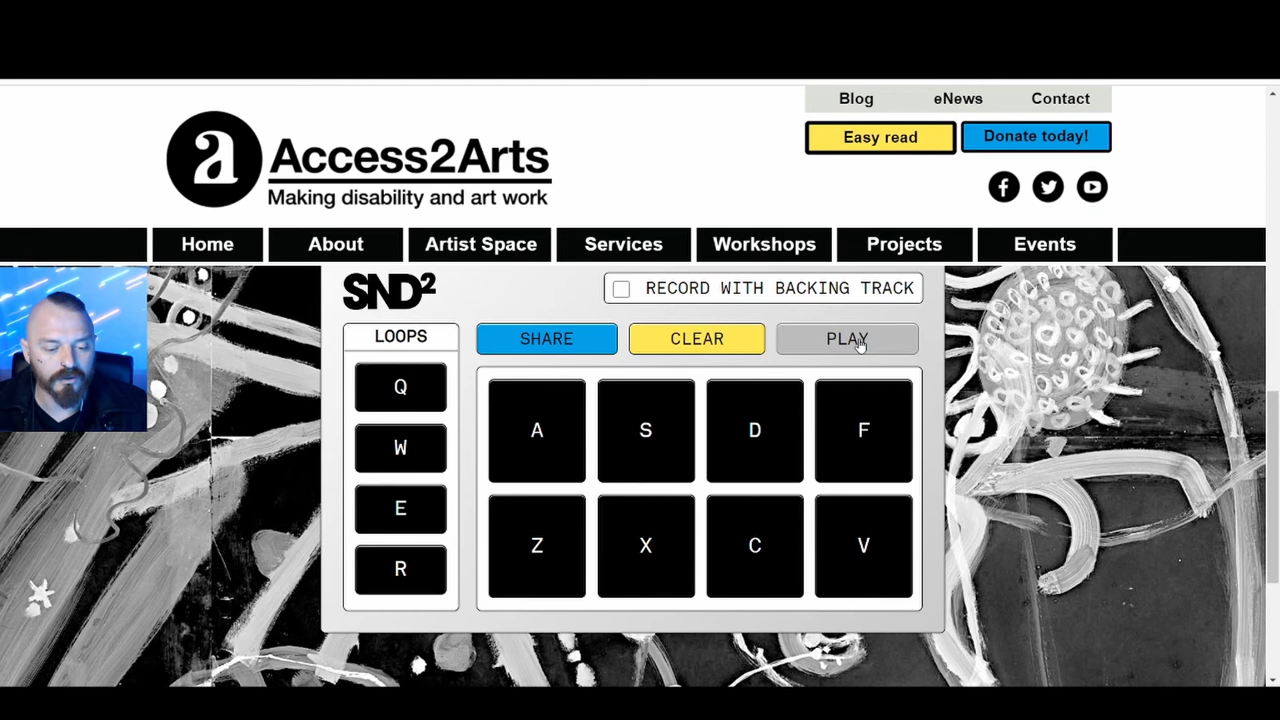 Blog eNews Contact
a Access2Arts
Making disability and art work
Easy read Donate today!
Home About Artist Space Services Workshops Projects Events
SND2
RECORD WITH BACKING TRACK
LOOPS
SHARE CLEAR PLAY
Q
W
E
R
A S D F
Z X C V